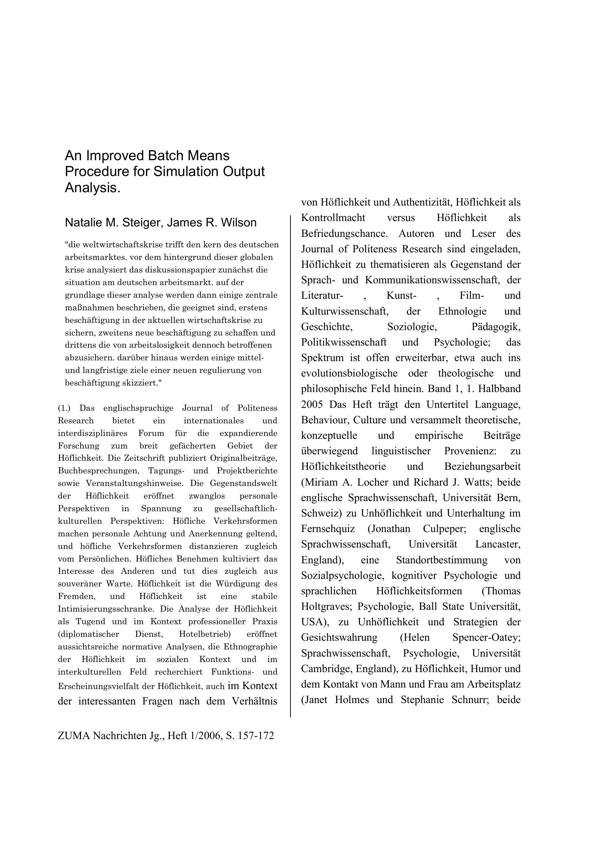 An Improved Batch Means
Procedure for Simulation Output
Analysis.
Natalie M. Steiger, James R. Wilson
"die weltwirtschaftskrise trifft den kern des deutschen
arbeitsmarktes. vor dem hintergrund dieser globalen
krise analysiert das diskussionspapier zunächst die
situation am deutschen arbeitsmarkt. auf der
grundlage dieser analyse werden dann einige zentrale
maßnahmen beschrieben, die geeignet sind, erstens
beschäftigung in der aktuellen wirtschaftskrise zu
sichern, zweitens neue beschäftigung zu schaffen und
drittens die von arbeitslosigkeit dennoch betroffenen
abzusichern. darüber hinaus werden einige mittel-
und langfristige ziele einer neuen regulierung von
beschäftigung skizziert."
(1.) Das englischsprachige Journal of Politeness
Research bietet ein internationales und
interdisziplinäres Forum für die expandierende
Forschung zum breit gefächerten Gebiet der
Höflichkeit. Die Zeitschrift publiziert Originalbeiträge,
Buchbesprechungen, Tagungs- und Projektberichte
sowie Veranstaltungshinweise. Die Gegenstandswelt
der Höflichkeit eröffnet zwanglos personale
Perspektiven in Spannung zu gesellschaftlich-
kulturellen Perspektiven: Höfliche Verkehrsformen
machen personale Achtung und Anerkennung geltend,
und höfliche Verkehrsformen distanzieren zugleich
vom Persönlichen. Höfliches Benehmen kultiviert das
Interesse des Anderen und tut dies zugleich aus
souveräner Warte. Höflichkeit ist die Würdigung des
Fremden, und Höflichkeit ist eine stabile
Intimisierungsschranke. Die Analyse der Höflichkeit
als Tugend und im Kontext professioneller Praxis
(diplomatischer Dienst, Hotelbetrieb) eröffnet
aussichtsreiche normative Analysen, die Ethnographie
der Höflichkeit im sozialen Kontext und im
interkulturellen Feld recherchiert Funktions- und
Erscheinungsvielfalt der Höflichkeit, auch im Kontext
der interessanten Fragen nach dem Verhältnis
von Höflichkeit und Authentizität, Höflichkeit als
Kontrollmacht versus Höflichkeit als
Befriedungschance. Autoren und Leser des
Journal of Politeness Research sind eingeladen,
Höflichkeit zu thematisieren als Gegenstand der
Sprach- und Kommunikationswissenschaft, der
Literatur- , Kunst- , Film- und
Kulturwissenschaft, der Ethnologie und
Geschichte, Soziologie, Pädagogik,
Politikwissenschaft und Psychologie; das
Spektrum ist offen erweiterbar, etwa auch ins
evolutionsbiologische oder theologische und
philosophische Feld hinein. Band 1, 1. Halbband
2005 Das Heft trägt den Untertitel Language,
Behaviour, Culture und versammelt theoretische,
konzeptuelle und empirische Beiträge
überwiegend linguistischer Provenienz: zu
Höflichkeitstheorie und Beziehungsarbeit
(Miriam A. Locher und Richard J. Watts; beide
englische Sprachwissenschaft, Universität Bern,
Schweiz) zu Unhöflichkeit und Unterhaltung im
Fernsehquiz (Jonathan Culpeper; englische
Sprachwissenschaft, Universität Lancaster,
England), eine Standortbestimmung von
Sozialpsychologie, kognitiver Psychologie und
sprachlichen Höflichkeitsformen (Thomas
Holtgraves; Psychologie, Ball State Universität,
USA), zu Unhöflichkeit und Strategien der
Gesichtswahrung (Helen Spencer-Oatey;
Sprachwissenschaft, Psychologie, Universität
Cambridge, England), zu Höflichkeit, Humor und
dem Kontakt von Mann und Frau am Arbeitsplatz
(Janet Holmes und Stephanie Schnurr; beide
ZUMA Nachrichten Jg., Heft 1/2006, S. 157-172